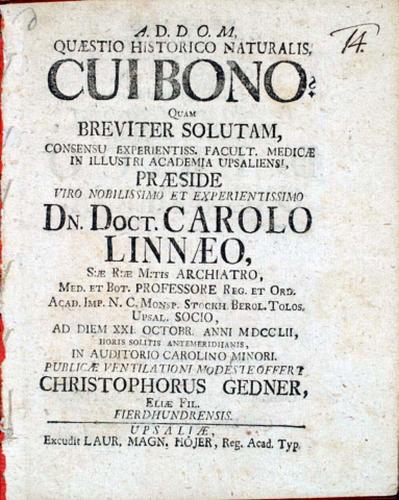 A. D. D. O. M,
QUÆSTIO HISTORICO NATURALIS,
14.
CUI BONO?
QUAM
BREVITER SOLUTAM,
CONSENSU EXPERIENTISS. FACULT. MEDICÆ
IN ILLUSTRI ACADEMIA UPSALIENSI,
PRÆSIDE
VIRO NOBILISSIMO ET EXPERIENTISSIMO
DN. DOCT. CAROLO
LINNÆO,
S:Æ R:Æ M:TIS ARCHIATRO,
MED. ET BOT. PROFESSORE REG. ET ORD.
ACAD. IMP. N. C. MONSP. STOCKH. BEROL. TOLOS.
UPSAL. SOCIO,
AD DIEM XXI. OCTOBR. ANNI MDCCLII,
HORIS SOLITIS ANTEMERIDIANIS,
IN AUDITORIO CAROLINO MINORI.
PUBLICÆ VENTILATIONI MODESTE OFFERT
CHRISTOPHORUS GEDNER,
ELIÆ FIL.
FIERDHUNDRENSIS.
UPSALIÆ,
Excudit LAUR. MAGN. HÖJER, Reg. Acad. Typ.